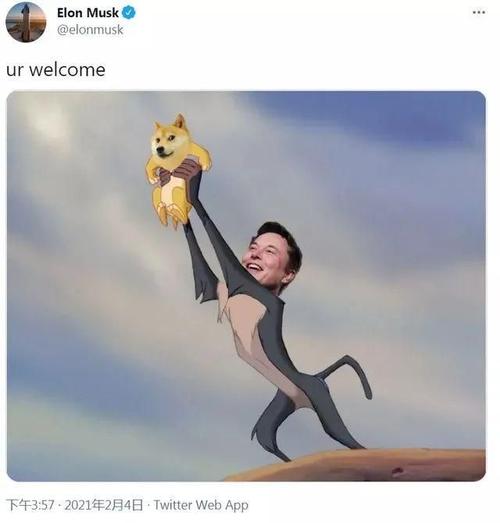 Elon Musk
@elonmusk
ur welcome
下午3:57 · 2021年2月4日 · Twitter Web App